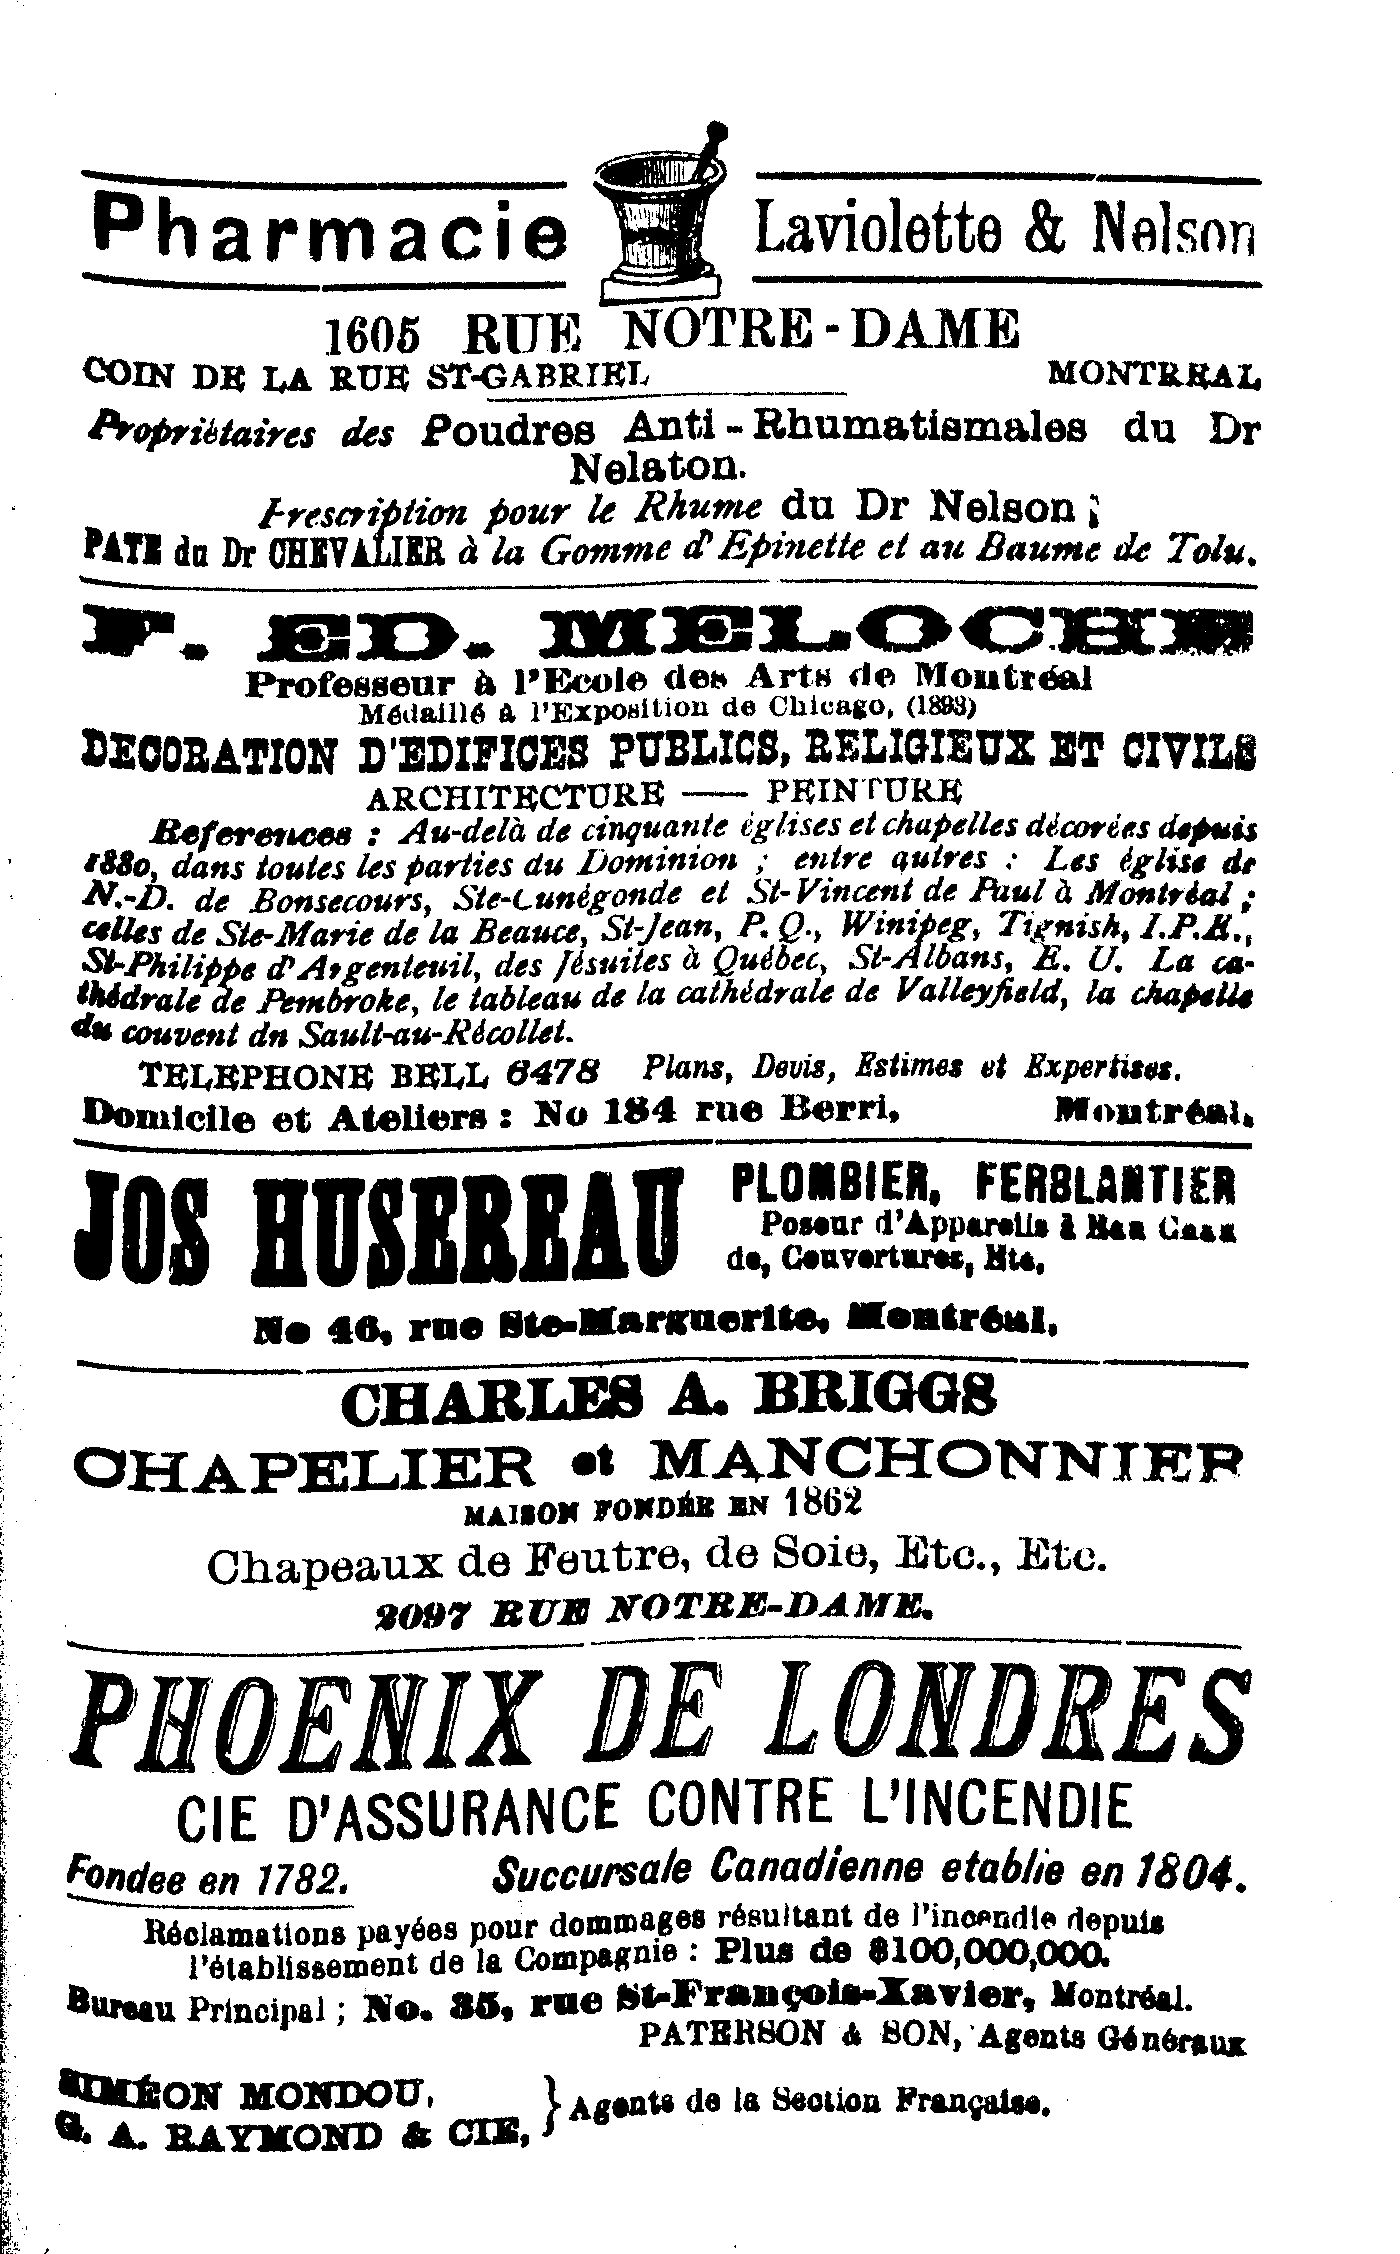 Pharmacie Laviolette & Nelson
1605 RUE NOTRE-DAME
COIN DE LA RUE ST-GABRIEL MONTREAL
Propriétaires des Poudres Anti-Rhumatismales du Dr
Nelaton.
Prescription pour le Rhume du Dr Nelson ;
PATE du Dr CHEVALIER à la Gomme d'Epinette et au Baume de Tolu.
F. ED. MELOCHE
Professeur à l'Ecole des Arts de Montréal
Médaillé à l'Exposition de Chicago, (1893)
DECORATION D'EDIFICES PUBLICS, RELIGIEUX ET CIVILS
ARCHITECTURE — PEINTURE
References : Au-delà de cinquante églises et chapelles décorées depuis
1880, dans toutes les parties du Dominion ; entre qutres : Les église de
N.-D. de Bonsecours, Ste-Cunégonde et St-Vincent de Paul à Montréal ;
celles de Ste-Marie de la Beauce, St-Jean, P. Q., Winipeg, Tignish, I.P.E.,
St-Philippe d'Argenteuil, des Jésuites à Québec, St-Albans, E. U. La ca-
thédrale de Pembroke, le tableau de la cathédrale de Valleyfield, la chapelle
du couvent dn Sault-au-Récollet.
TELEPHONE BELL 6478 Plans, Devis, Estimes et Expertises.
Domicile et Ateliers : No 184 rue Berri, Montréal.
JOS HUSEREAU PLOMBIER, FERBLANTIER
Poseur d'Appareils à Eau Chau
de, Couvertures, Etc,
No 46, rue Ste-Marguerite, Montréal.
CHARLES A. BRIGGS
CHAPELIER et MANCHONNIER
MAISON FONDÉE EN 1862
Chapeaux de Feutre, de Soie, Etc., Etc.
2097 RUE NOTRE-DAME.
PHOENIX DE LONDRES
CIE D'ASSURANCE CONTRE L'INCENDIE
Fondee en 1782. Succursale Canadienne etablie en 1804.
Réclamations payées pour dommages résultant de l'incendie depuis
l'établissement de la Compagnie : Plus de $100,000,000.
Bureau Principal ; No. 35, rue St-François-Xavier, Montréal.
PATERSON & SON, Agents Généraux
SIMÉON MONDOU,
G. A. RAYMOND & CIE, } Agents de la Section Française.